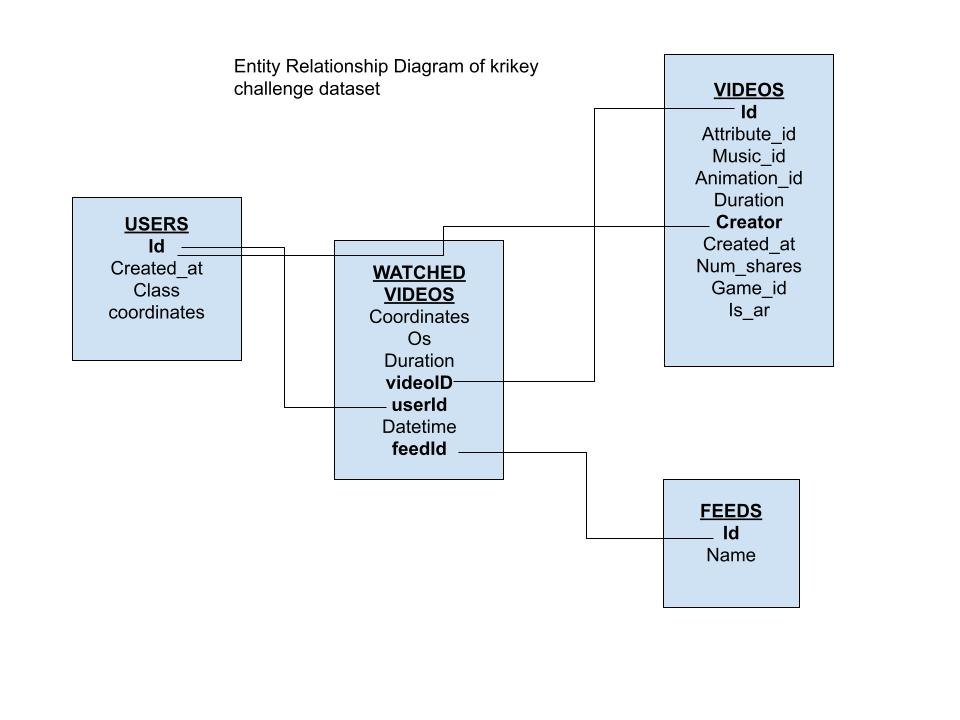 Entity Relationship Diagram of krikey
challenge dataset
USERS
Id
Created_at
Class
coordinates
WATCHED
VIDEOS
Coordinates
Os
Duration
videoID
userId
Datetime
feedId
VIDEOS
Id
Attribute_id
Music_id
Animation_id
Duration
Creator
Created_at
Num_shares
Game_id
Is_ar
FEEDS
Id
Name